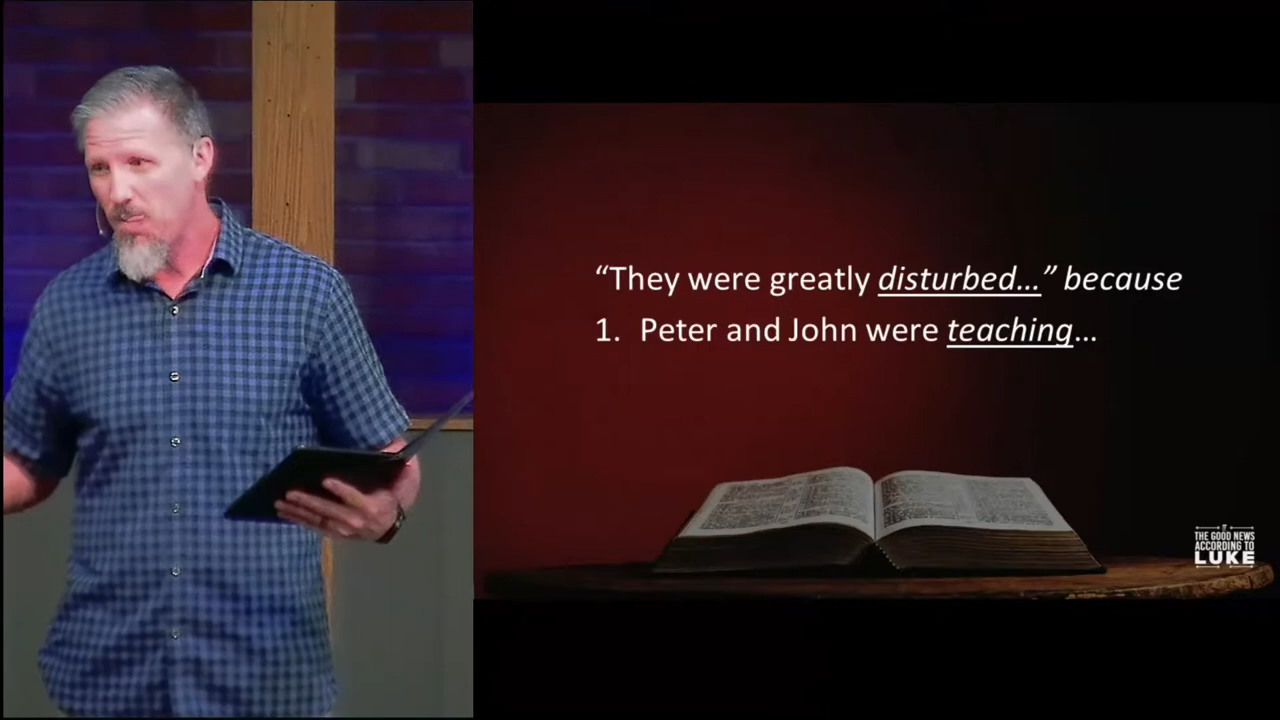 “They were greatly disturbed…” because
1. Peter and John were teaching…
THE GOOD NEWS
ACCORDING TO
LUKE